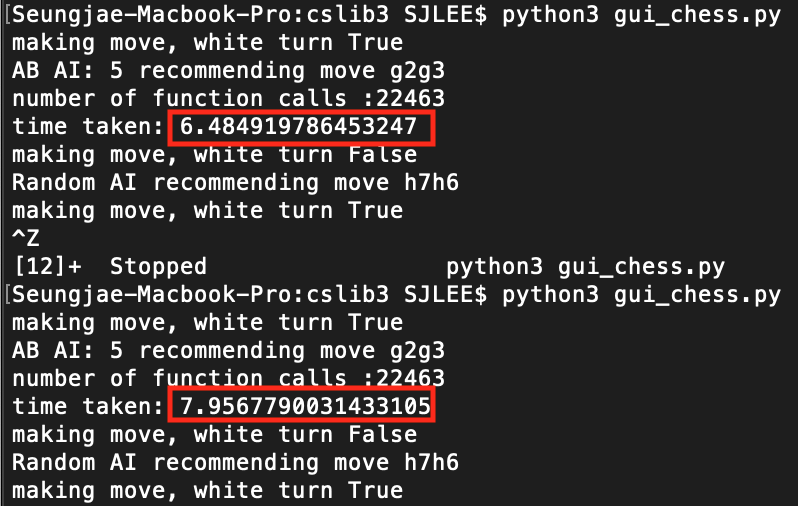 [Seungjae-Macbook-Pro:cslib3 SJLEE$ python3 gui_chess.py
making move, white turn True
AB AI: 5 recommending move g2g3
number of function calls :22463
time taken: 6.484919786453247
making move, white turn False
Random AI recommending move h7h6
making move, white turn True
^Z
[12]+  Stopped                 python3 gui_chess.py
[Seungjae-Macbook-Pro:cslib3 SJLEE$ python3 gui_chess.py
making move, white turn True
AB AI: 5 recommending move g2g3
number of function calls :22463
time taken: 7.9567790031433105
making move, white turn False
Random AI recommending move h7h6
making move, white turn True